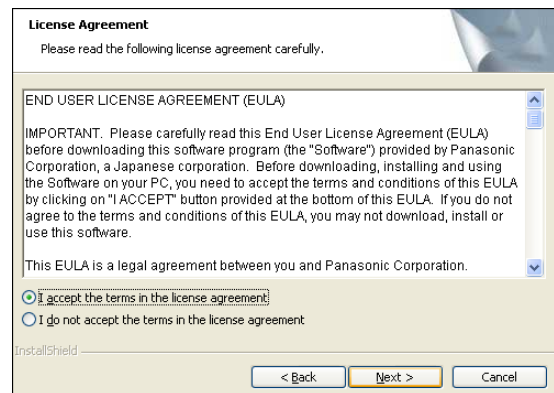 License Agreement
Please read the following license agreement carefully.
END USER LICENSE AGREEMENT (EULA)
IMPORTANT.  Please carefully read this End User License Agreement (EULA)
before downloading this software program (the "Software") provided by Panasonic
Corporation, a Japanese corporation.  Before downloading, installing and using
the Software on your PC, you need to accept the terms and conditions of this EULA
by clicking on "I ACCEPT" button provided at the bottom of this EULA.  If you do not
agree to the terms and conditions of this EULA, you may not download, install or
use this software.
This EULA is a legal agreement between you and Panasonic Corporation.
I accept the terms in the license agreement
I do not accept the terms in the license agreement
InstallShield
< Back Next > Cancel